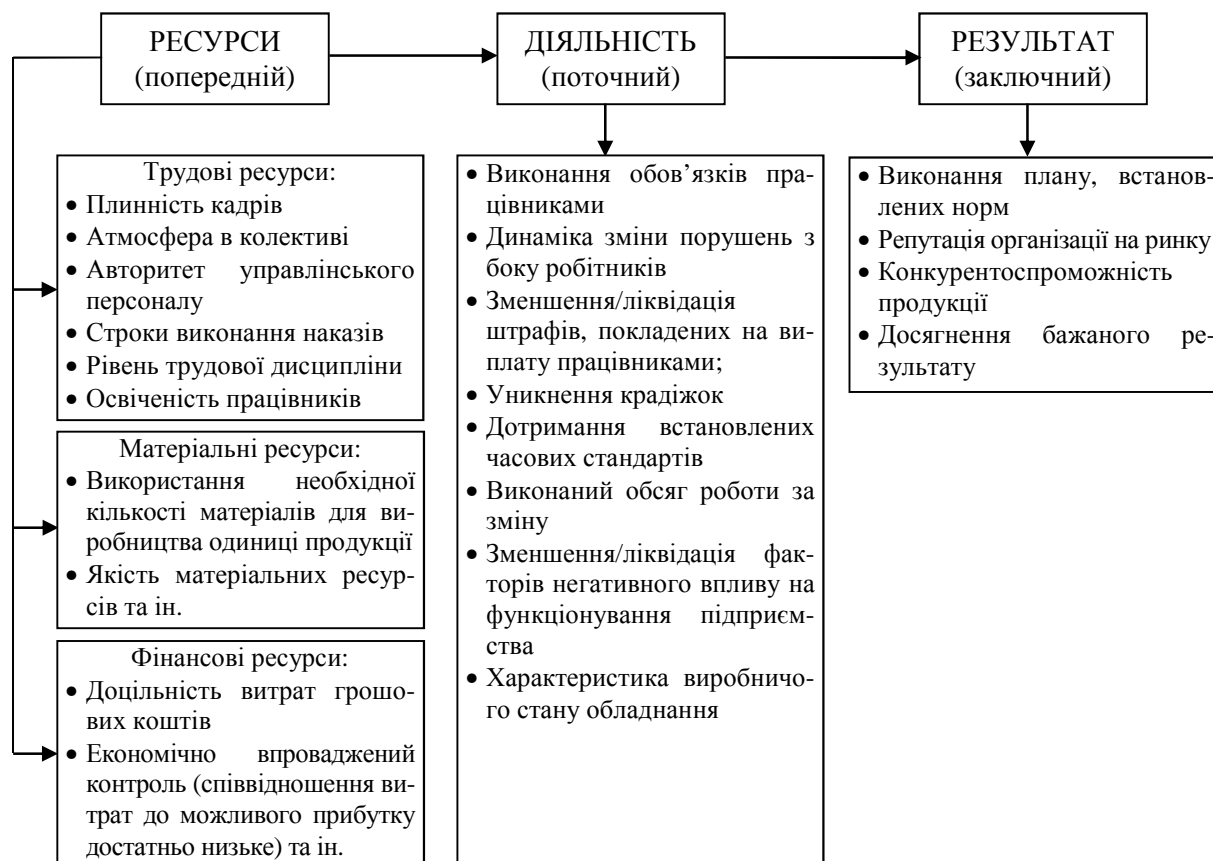 РЕСУРСИ
(попередній)
ДІЯЛЬНІСТЬ
(поточний)
РЕЗУЛЬТАТ
(заключний)
Трудові ресурси:
• Плинність кадрів
• Атмосфера в колективі
• Авторитет управлінського
персоналу
• Строки виконання наказів
• Рівень трудової дисципліни
• Освіченість працівників
Матеріальні ресурси:
• Використання необхідної
кількості матеріалів для ви-
робництва одиниці продукції
• Якість матеріальних ресур-
сів та ін.
Фінансові ресурси:
• Доцільність витрат грошо-
вих коштів
• Економічно впроваджений
контроль (співвідношення ви-
трат до можливого прибутку
достатньо низьке) та ін.
• Виконання обов’язків пра-
цівниками
• Динаміка зміни порушень з
боку робітників
• Зменшення/ліквідація
штрафів, покладених на ви-
плату працівниками;
• Уникнення крадіжок
• Дотримання встановлених
часових стандартів
• Виконаний обсяг роботи за
зміну
• Зменшення/ліквідація фак-
торів негативного впливу на
функціонування підприєм-
ства
• Характеристика виробничо-
го стану обладнання
• Виконання плану, встанов-
лених норм
• Репутація організації на ринку
• Конкурентоспроможність
продукції
• Досягнення бажаного ре-
зультату